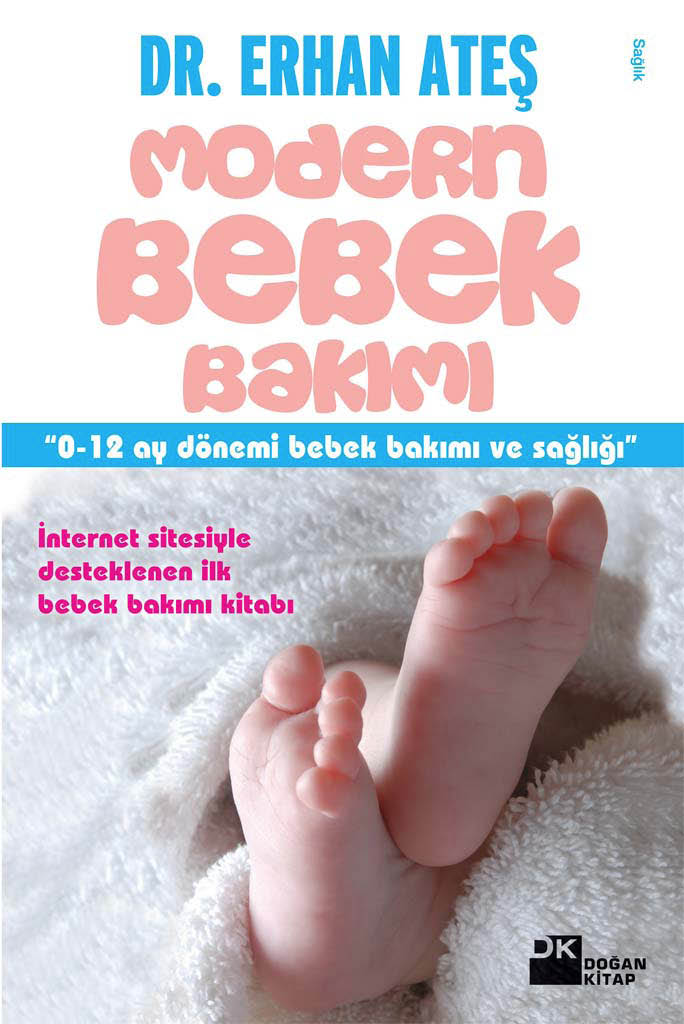 DR. ERHAN ATEŞ
Sağlık
MODERN
BEBEK
BAKIMI
“0-12 ay dönemi bebek bakımı ve sağlığı”
İnternet sitesiyle
desteklenen ilk
bebek bakımı kitabı
DK
DOĞAN
KİTAP